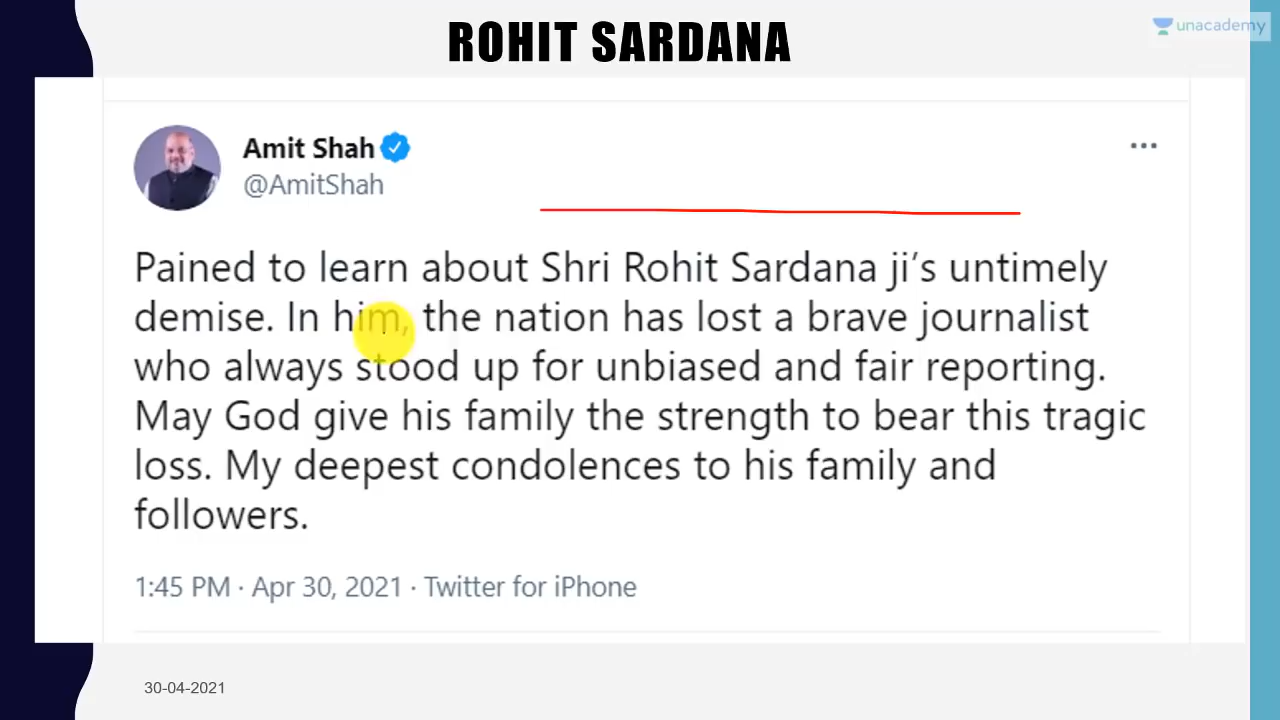 ROHIT SARDANA
unacademy
Amit Shah
@AmitShah
Pained to learn about Shri Rohit Sardana ji’s untimely
demise. In him, the nation has lost a brave journalist
who always stood up for unbiased and fair reporting.
May God give his family the strength to bear this tragic
loss. My deepest condolences to his family and
followers.
1:45 PM · Apr 30, 2021 · Twitter for iPhone
30-04-2021